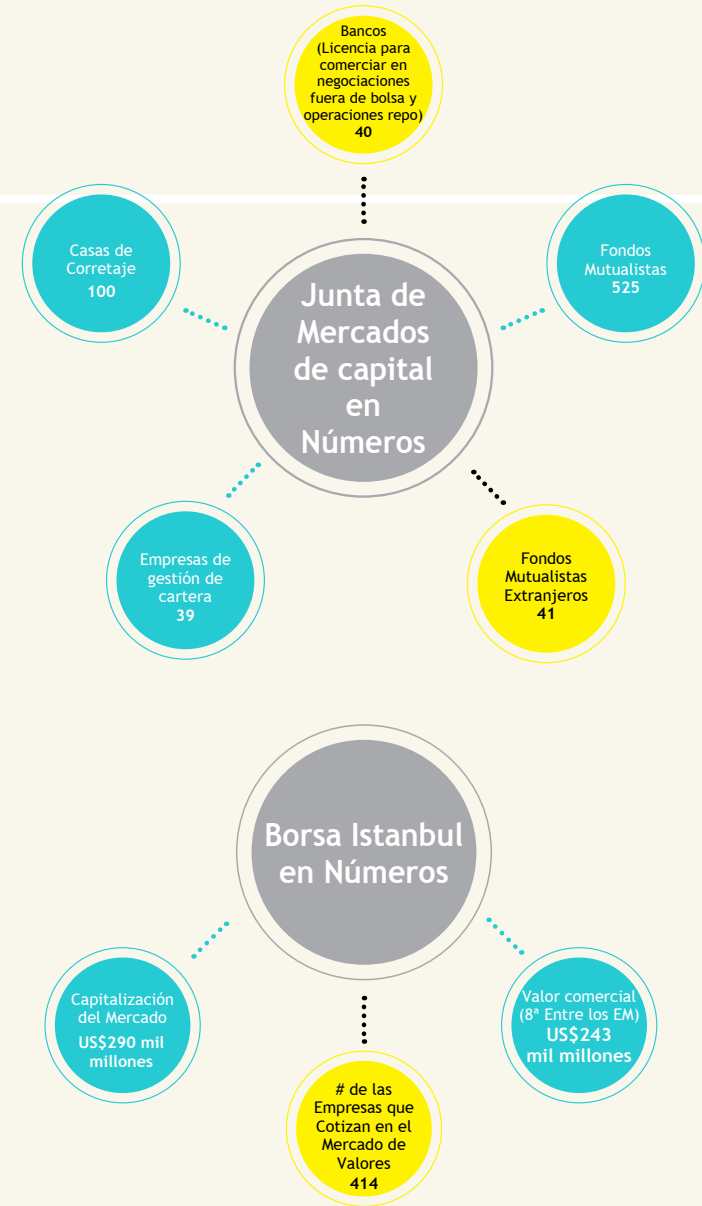 Bancos
(Licencia para
comerciar en
negociaciones
fuera de bolsa y
operaciones repo)
40
Casas de
Corretaje
100
Fondos
Mutualistas
525
Junta de
Mercados
de capital
en
Números
Empresas de
gestión de
cartera
39
Fondos
Mutualistas
Extranjeros
41
Borsa Istanbul
en Números
Capitalización
del Mercado
US$290 mil
millones
Valor comercial
(8ª Entre los EM)
US$243
mil millones
# de las
Empresas que
Cotizan en el
Mercado de
Valores
414